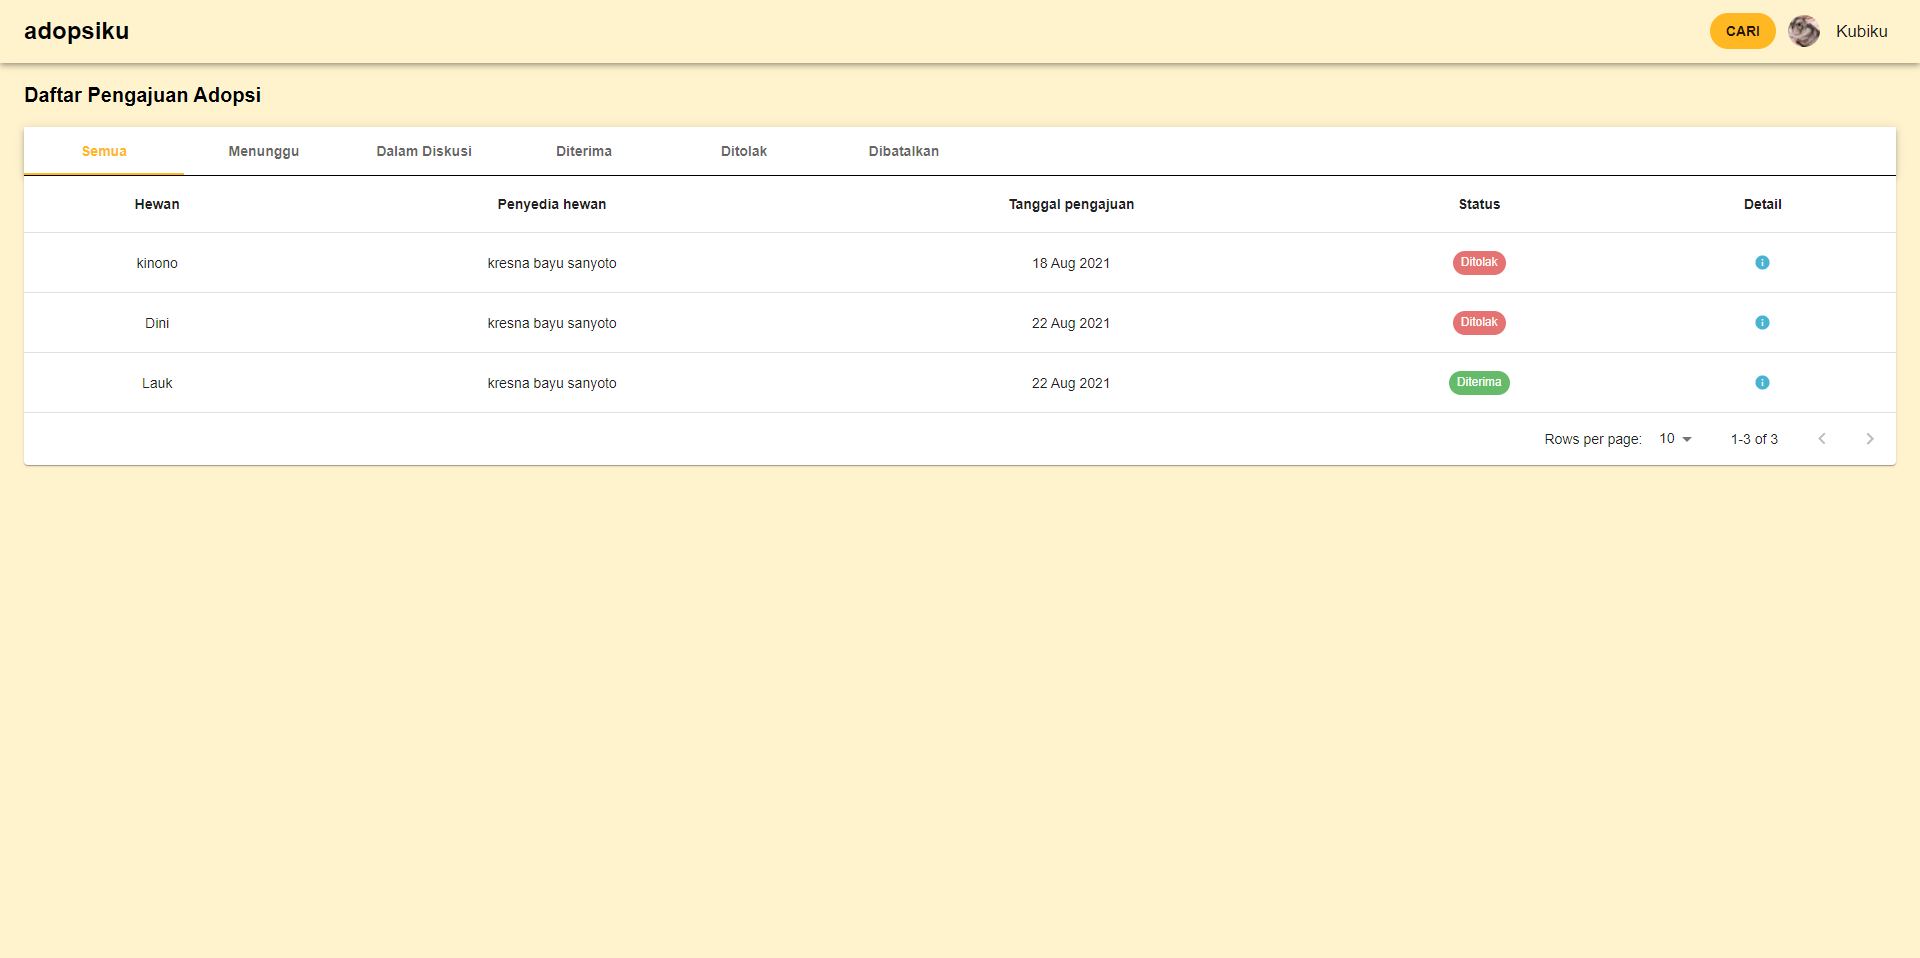 adopsiku CARI Kubiku
Daftar Pengajuan Adopsi
Semua Menunggu Dalam Diskusi Diterima Ditolak Dibatalkan
Hewan Penyedia hewan Tanggal pengajuan Status Detail
kinono kresna bayu sanyoto 18 Aug 2021 Ditolak
Dini kresna bayu sanyoto 22 Aug 2021 Ditolak
Lauk kresna bayu sanyoto 22 Aug 2021 Diterima
Rows per page: 10 1-3 of 3